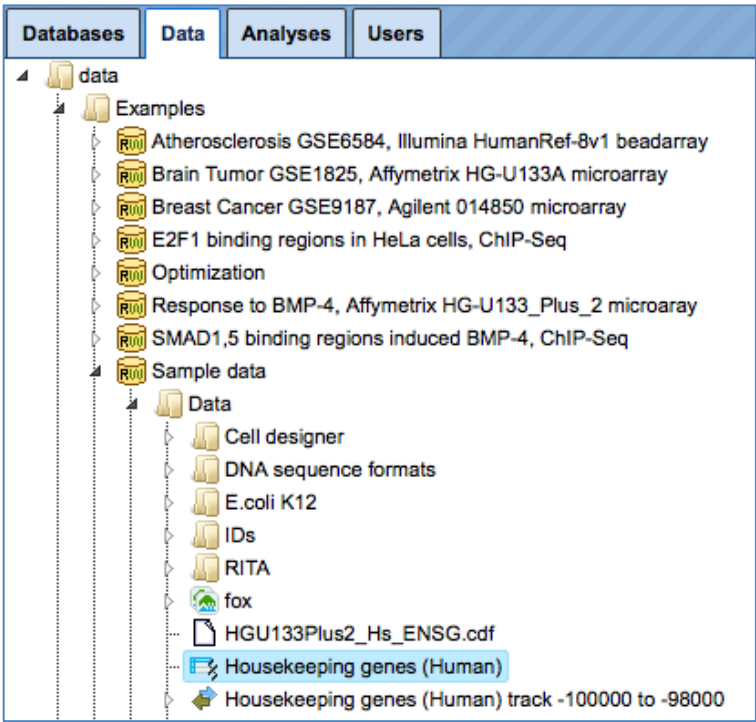 Databases Data Analyses Users
data
Examples
Atherosclerosis GSE6584, Illumina HumanRef-8v1 beadarray
Brain Tumor GSE1825, Affymetrix HG-U133A microarray
Breast Cancer GSE9187, Agilent 014850 microarray
E2F1 binding regions in HeLa cells, ChIP-Seq
Optimization
Response to BMP-4, Affymetrix HG-U133_Plus_2 microaray
SMAD1,5 binding regions induced BMP-4, ChIP-Seq
Sample data
Data
Cell designer
DNA sequence formats
E.coli K12
IDs
RITA
fox
HGU133Plus2_Hs_ENSG.cdf
Housekeeping genes (Human)
Housekeeping genes (Human) track -100000 to -98000